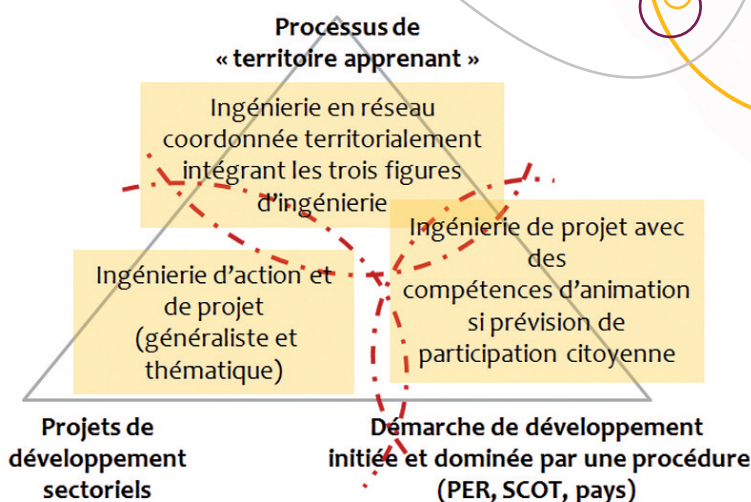 Processus de
« territoire apprenant »
Ingénierie en réseau
coordonnée territorialement
intégrant les trois figures
d'ingénierie
Ingénierie de projet avec
des
compétences d'animation
si prévision de
participation citoyenne
Ingénierie d'action et
de projet
(généraliste et
thématique)
Projets de
développement
sectoriels
Démarche de développement
initiée et dominée par une procédure
(PER, SCOT, pays)